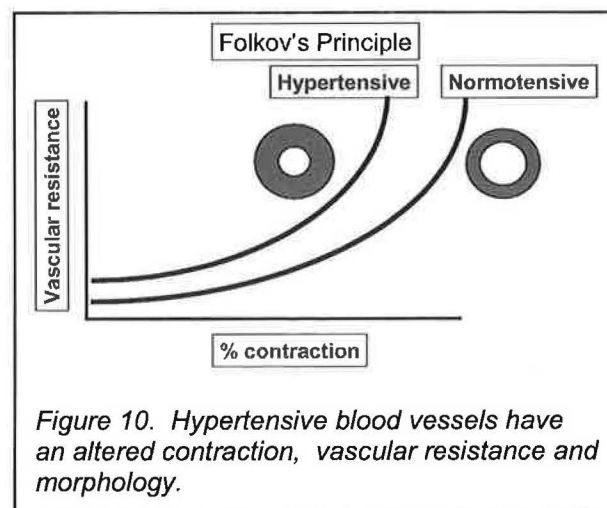 Folkov's Principle
Hypertensive
Normotensive
Vascular resistance
% contraction
Figure 10. Hypertensive blood vessels have
an altered contraction, vascular resistance and
morphology.